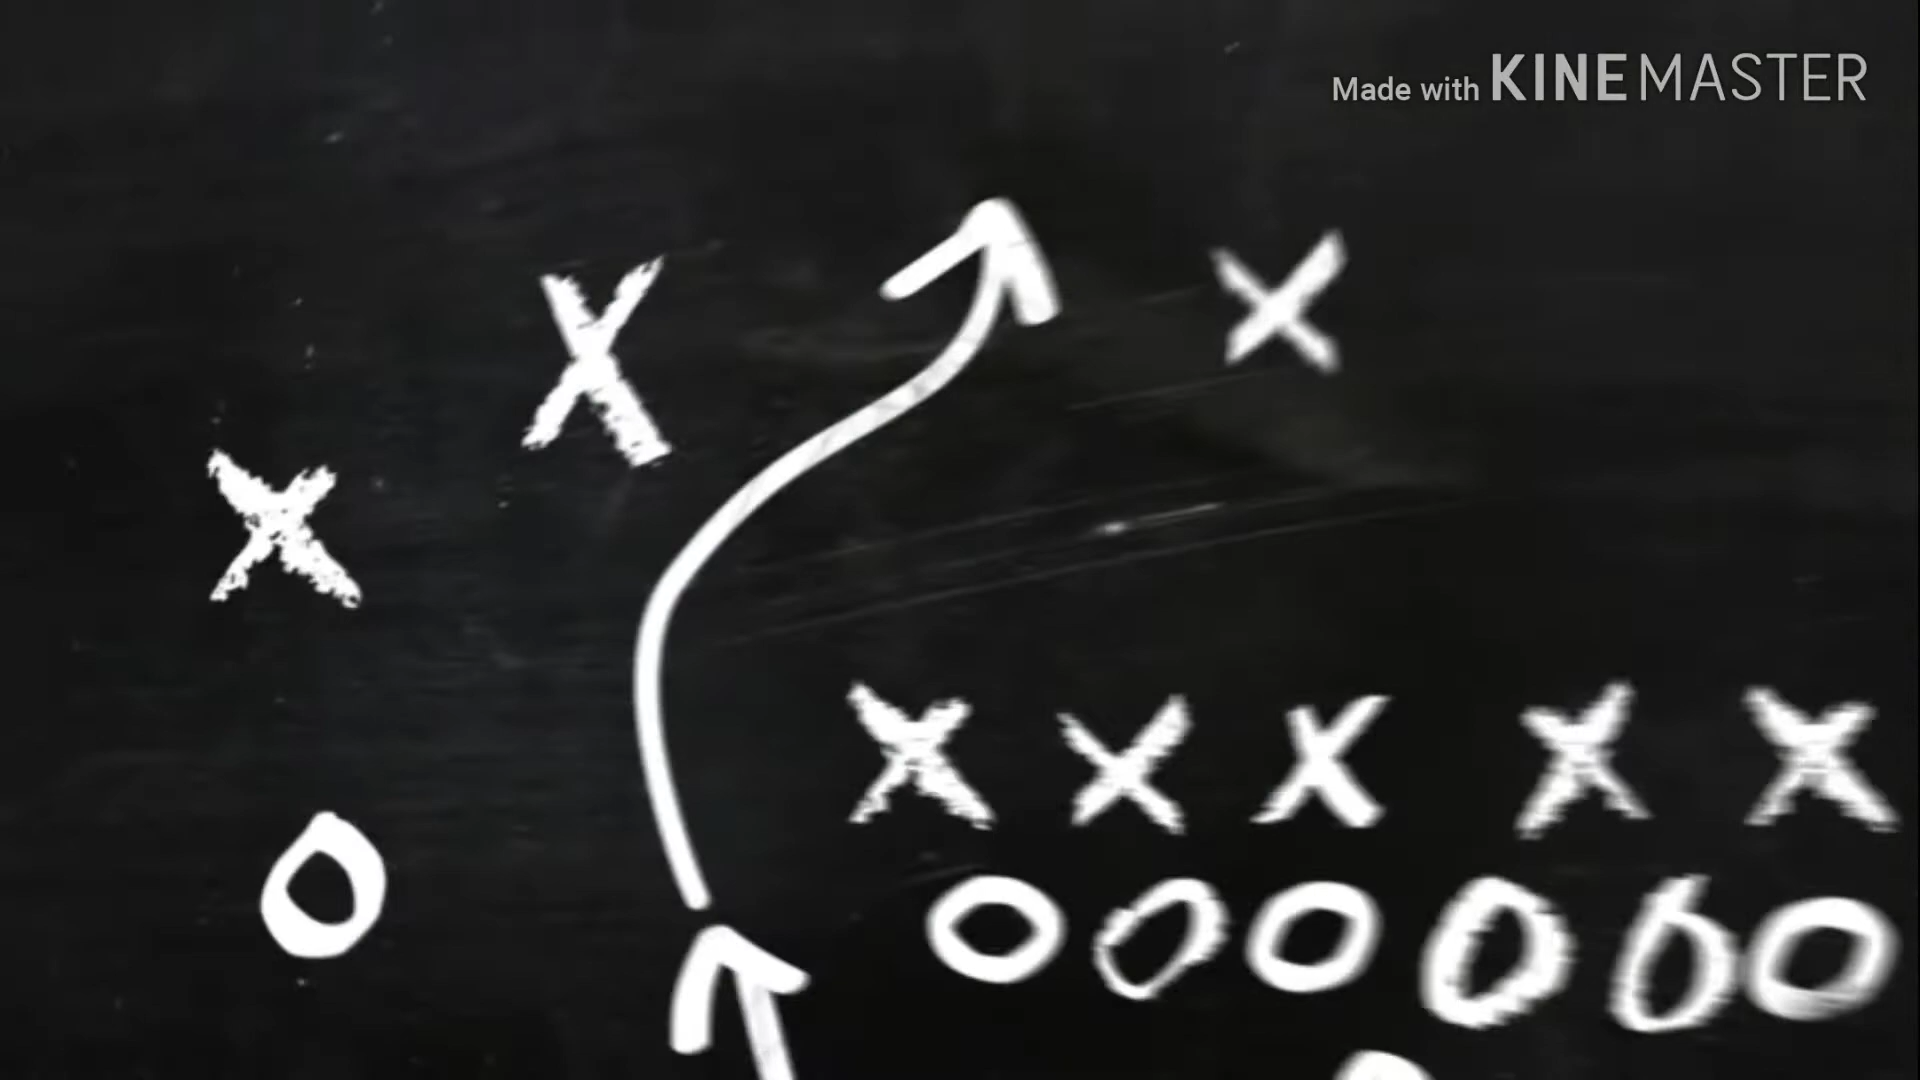 Made with KINEMASTER
X X
X
X X X X X
O
O O O O O O